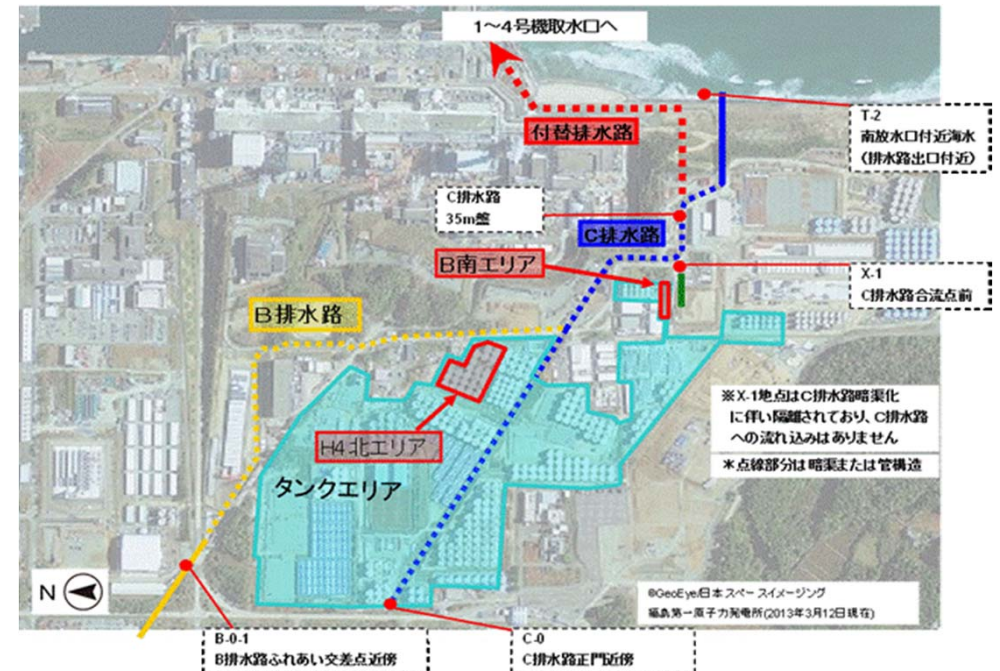 1～4号機取水口へ
付替排水路
T-2
南放水口付近海水
（排水路出口付近）
C排水路
35m盤
C排水路
B南エリア
X-1
C排水路合流点前
B排水路
※X-1地点はC排水路暗渠化
に伴い隔離されており、C排水路
への流れ込みはありません
＊点線部分は暗渠または管構造
H4北エリア
タンクエリア
N
©GeoEye/日本スペースイメージング
福島第一原子力発電所(2013年3月12日現在)
B-0-1
B排水路ふれあい交差点近傍
C-0
C排水路正門近傍